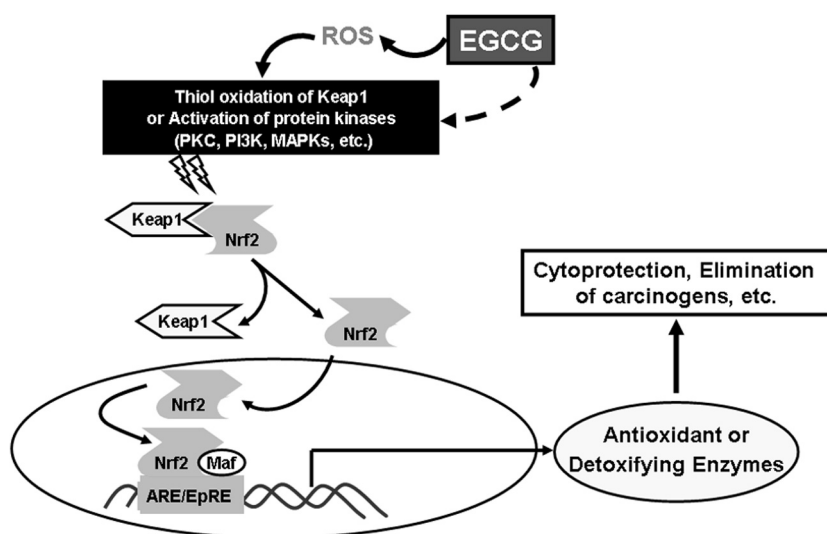 ROS
EGCG
Thiol oxidation of Keap1
or Activation of protein kinases
(PKC, PI3K, MAPKs, etc.)
Keap1
Nrf2
Keap1
Nrf2
Cytoprotection, Elimination
of carcinogens, etc.
Nrf2
Nrf2
Maf
ARE/EpRE
Antioxidant or
Detoxifying Enzymes